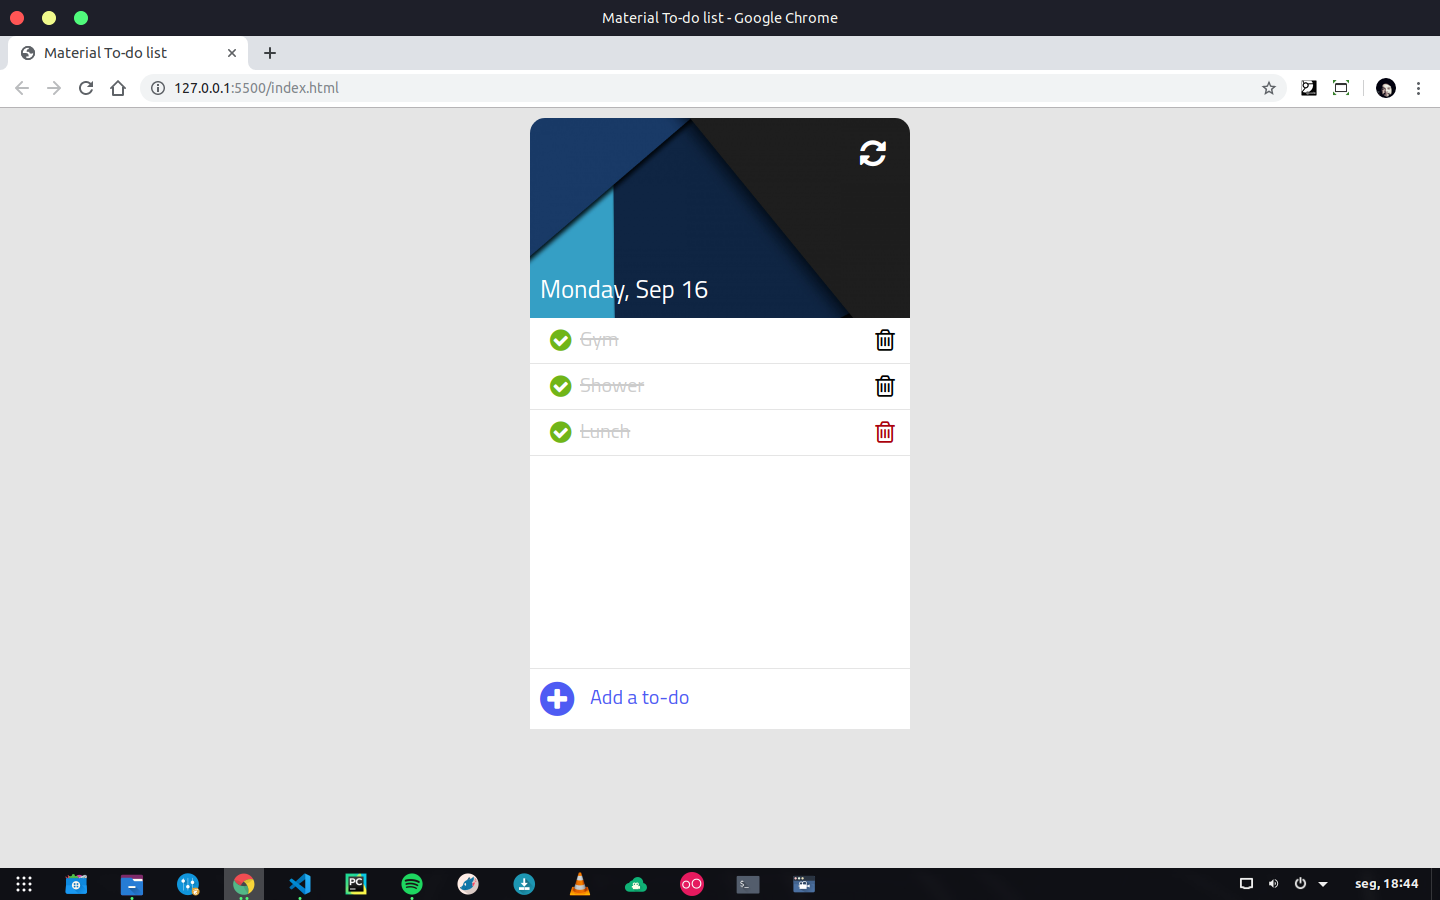 Material To-do list - Google Chrome
Material To-do list
127.0.0.1:5500/index.html
Monday, Sep 16
Gym
Shower
Lunch
Add a to-do
PC
$_
seg, 18:44